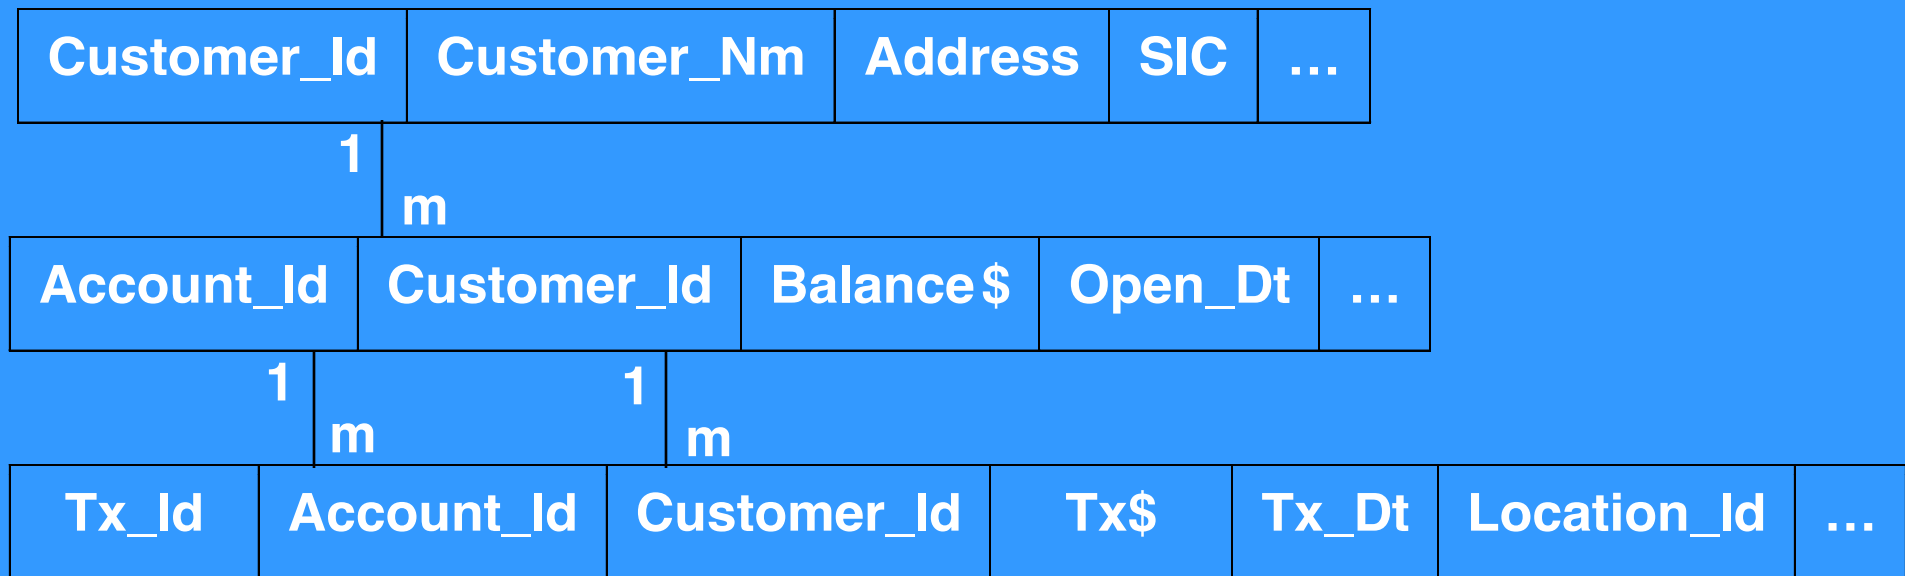 Customer_Id Customer_Nm Address SIC ...
1
m
Account_Id Customer_Id Balance$ Open_Dt ...
1 1
m m
Tx_Id Account_Id Customer_Id Tx$ Tx_Dt Location_Id ...